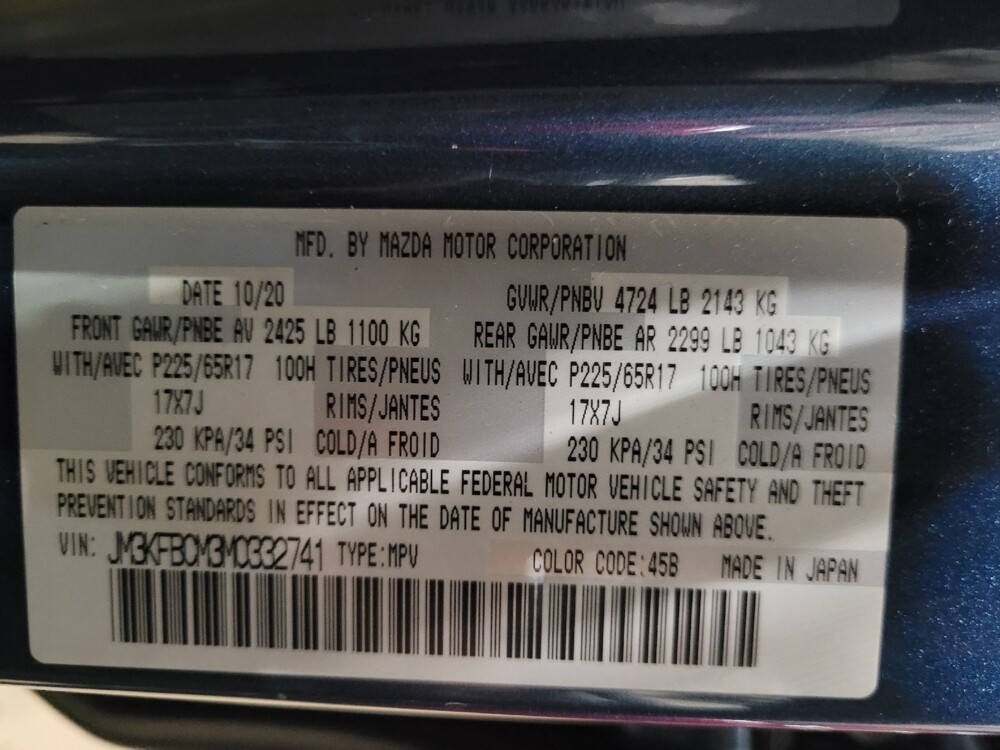 MFD. BY MAZDA MOTOR CORPORATION
DATE 10/20 GVWR/PNBV 4724 LB 2143 KG
FRONT GAWR/PNBE AV 2425 LB 1100 KG REAR GAWR/PNBE AR 2299 LB 1043 KG
WITH/AVEC P225/65R17 100H TIRES/PNEUS WITH/AVEC P225/65R17 100H TIRES/PNEUS
17X7J RIMS/JANTES 17X7J RIMS/JANTES
230 KPA/34 PSI COLD/A FROID 230 KPA/34 PSI COLD/A FROID
THIS VEHICLE CONFORMS TO ALL APPLICABLE FEDERAL MOTOR VEHICLE SAFETY AND THEFT
PREVENTION STANDARDS IN EFFECT ON THE DATE OF MANUFACTURE SHOWN ABOVE.
VIN: JM3KFBCM3M0332741 TYPE:MPV COLOR CODE:45B MADE IN JAPAN